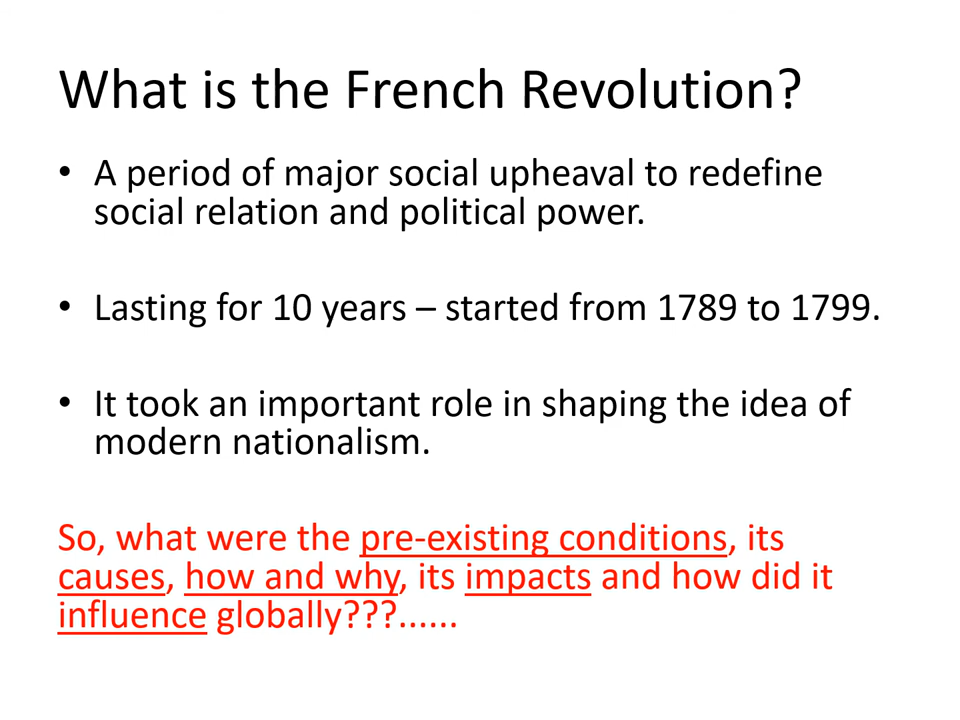 What is the French Revolution?
• A period of major social upheaval to redefine
social relation and political power.
• Lasting for 10 years – started from 1789 to 1799.
• It took an important role in shaping the idea of
modern nationalism.
So, what were the pre-existing conditions, its
causes, how and why, its impacts and how did it
influence globally???......